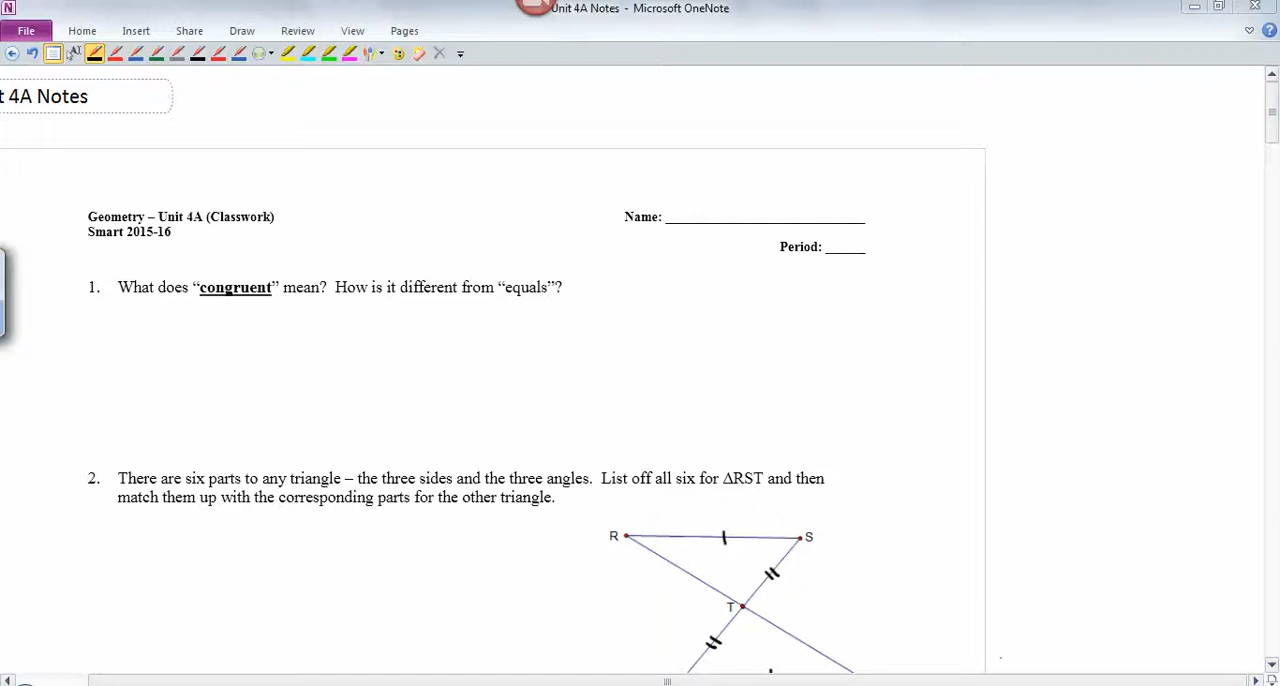 Unit 4A Notes - Microsoft OneNote
File Home Insert Share Draw Review View Pages
t 4A Notes
Geometry – Unit 4A (Classwork)
Name: ____________________________
Smart 2015-16
Period: ______
1. What does “congruent” mean? How is it different from “equals”?
2. There are six parts to any triangle – the three sides and the three angles. List off all six for ΔRST and then
match them up with the corresponding parts for the other triangle.
R
S
T